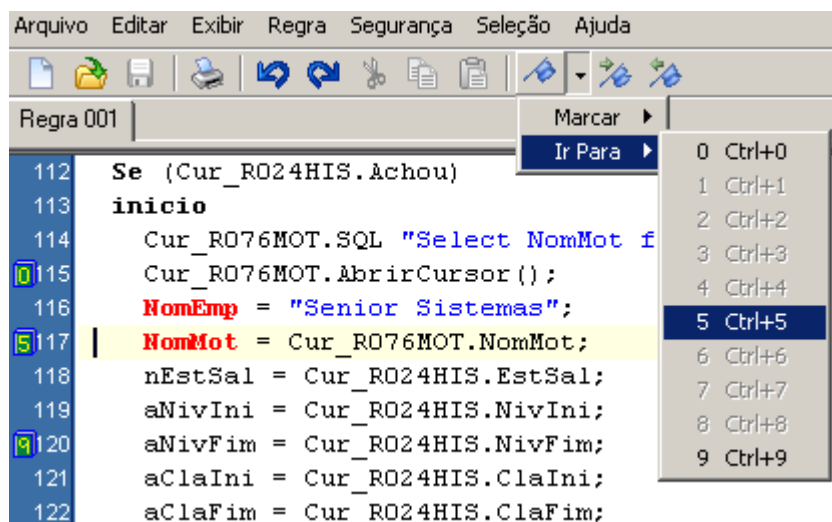 Arquivo Editar Exibir Regra Segurança Seleção Ajuda
Regra 001
Marcar
Ir Para
0 Ctrl+0
1 Ctrl+1
2 Ctrl+2
3 Ctrl+3
4 Ctrl+4
5 Ctrl+5
6 Ctrl+6
7 Ctrl+7
8 Ctrl+8
9 Ctrl+9
112 Se (Cur_R024HIS.Achou)
113 inicio
114 Cur_R076MOT.SQL "Select NomMot f
0 115 Cur_R076MOT.AbrirCursor();
116 NomEmp = "Senior Sistemas";
5 117 NomMot = Cur_R076MOT.NomMot;
118 nEstSal = Cur_R024HIS.EstSal;
119 aNivIni = Cur_R024HIS.NivIni;
9 120 aNivFim = Cur_R024HIS.NivFim;
121 aClaIni = Cur_R024HIS.ClaIni;
122 aClaFim = Cur_R024HIS.ClaFim;